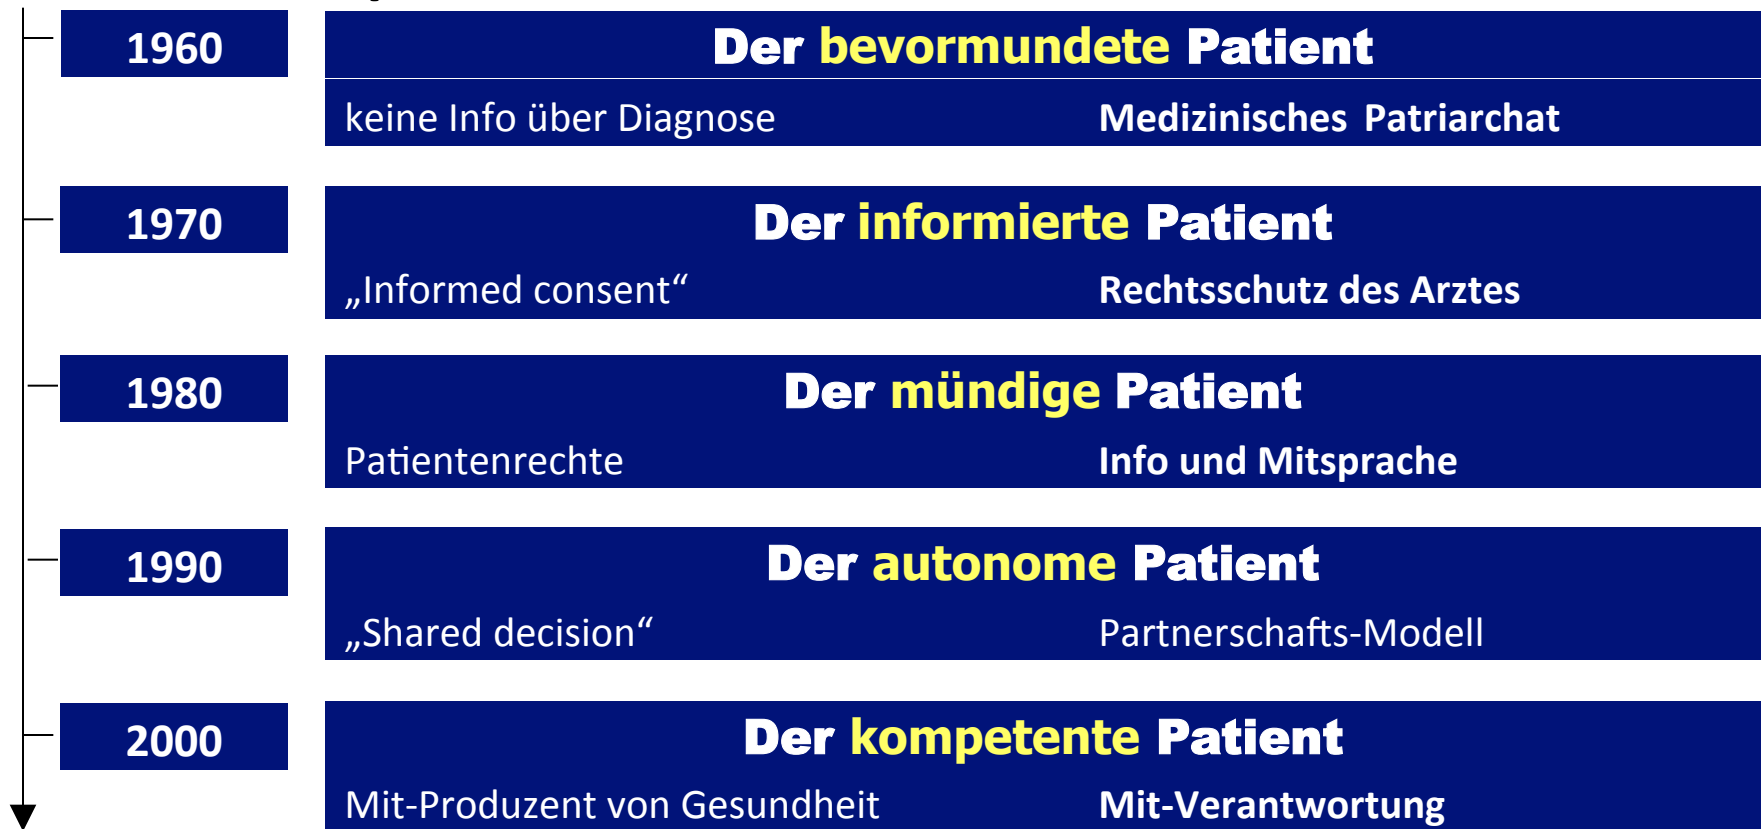 1960
Der bevormundete Patient
keine Info über Diagnose Medizinisches Patriarchat
1970
Der informierte Patient
„Informed consent“ Rechtsschutz des Arztes
1980
Der mündige Patient
Patientenrechte Info und Mitsprache
1990
Der autonome Patient
„Shared decision“ Partnerschafts-Modell
2000
Der kompetente Patient
Mit-Produzent von Gesundheit Mit-Verantwortung